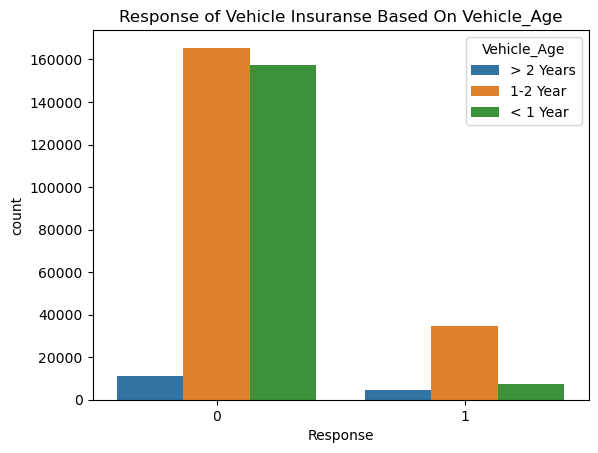 Response of Vehicle Insuranse Based On Vehicle_Age
Vehicle_Age
> 2 Years
1-2 Year
< 1 Year
160000
140000
120000
100000
80000
60000
40000
20000
0
count
0 1
Response